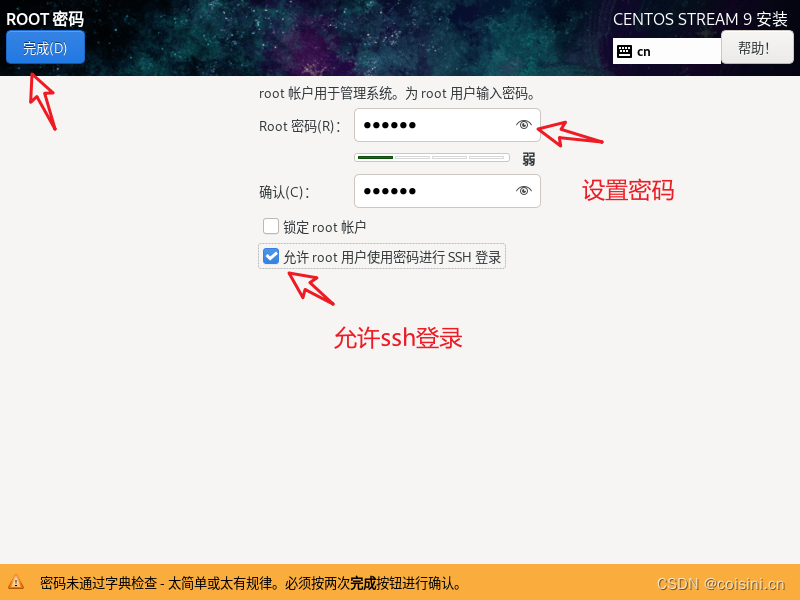 ROOT 密码
CENTOS STREAM 9 安装
完成(D)
cn
帮助！
root 帐户用于管理系统。为 root 用户输入密码。
Root 密码(R)：
●●●●●●
弱
设置密码
确认(C)：
●●●●●●
锁定 root 帐户
允许 root 用户使用密码进行 SSH 登录
允许ssh登录
密码未通过字典检查 - 太简单或太有规律。必须按两次完成按钮进行确认。
CSDN @coisini.cn